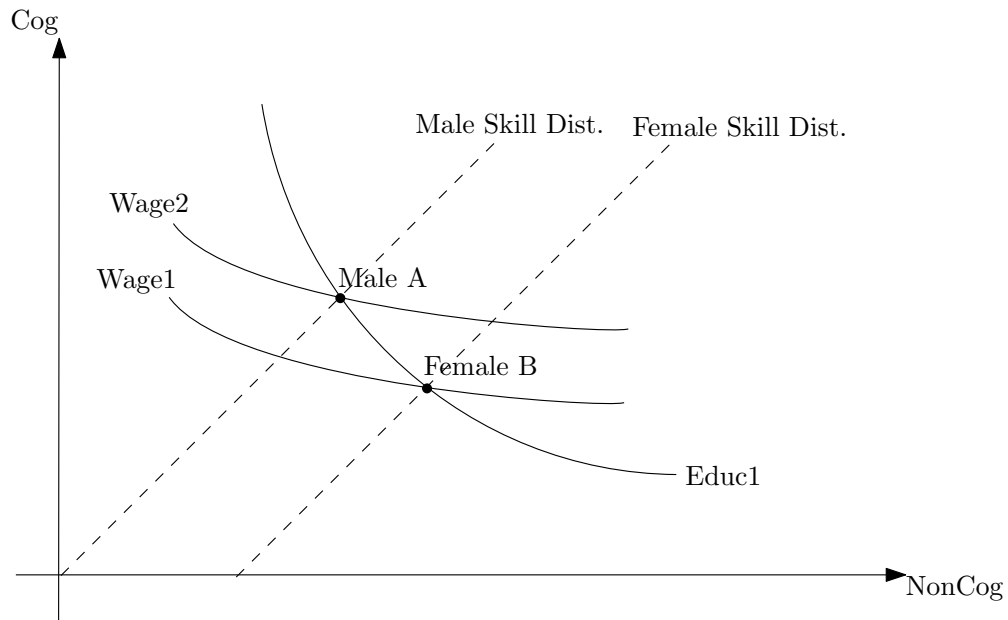 Cog
Male Skill Dist.
Female Skill Dist.
Wage2
Male A
Wage1
Female B
Educ1
NonCog